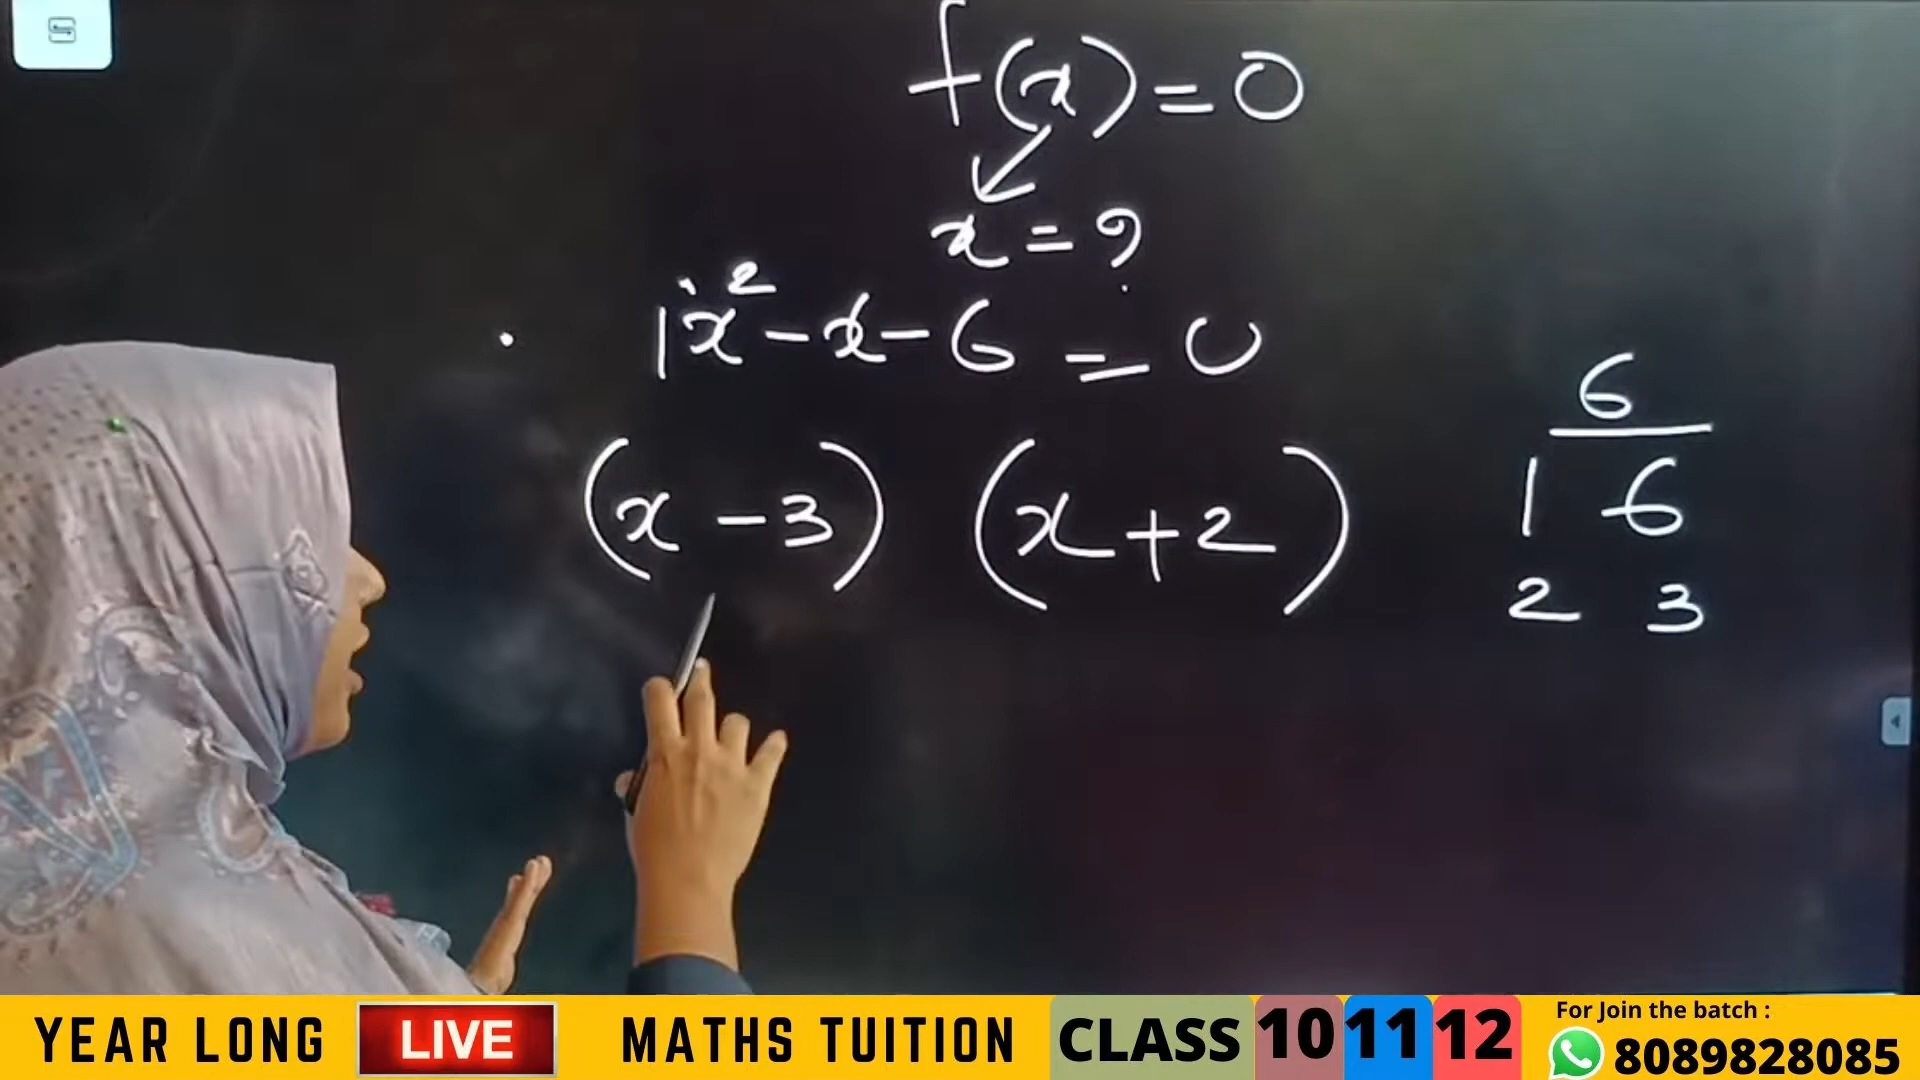 f(x) = 0
x = ?
1x² - x - 6 = 0
(x - 3) (x + 2)
6
1 6
2 3
YEAR LONG LIVE MATHS TUITION CLASS 10 11 12
For Join the batch :
8089828085